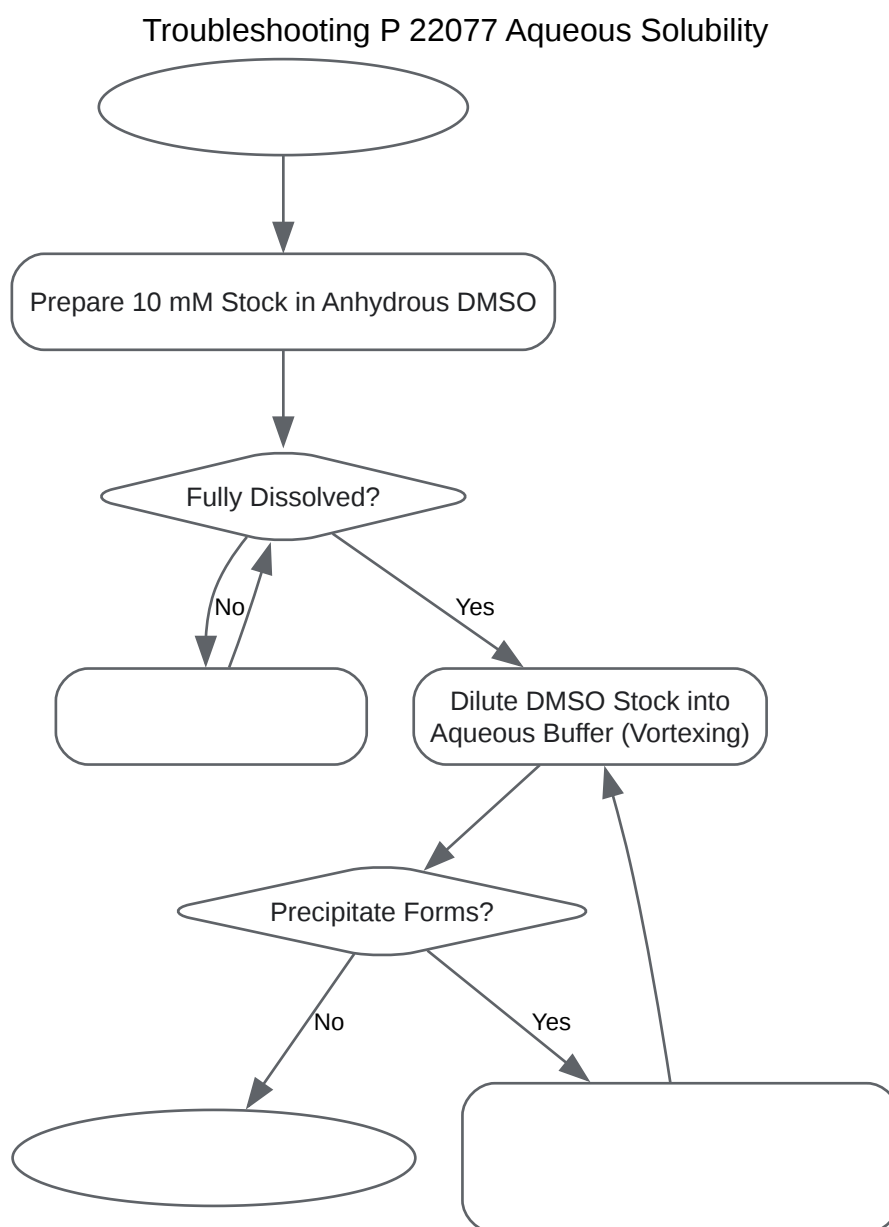 Troubleshooting P 22077 Aqueous Solubility
Prepare 10 mM Stock in Anhydrous DMSO
Fully Dissolved?
No
Yes
Dilute DMSO Stock into
Aqueous Buffer (Vortexing)
Precipitate Forms?
No
Yes